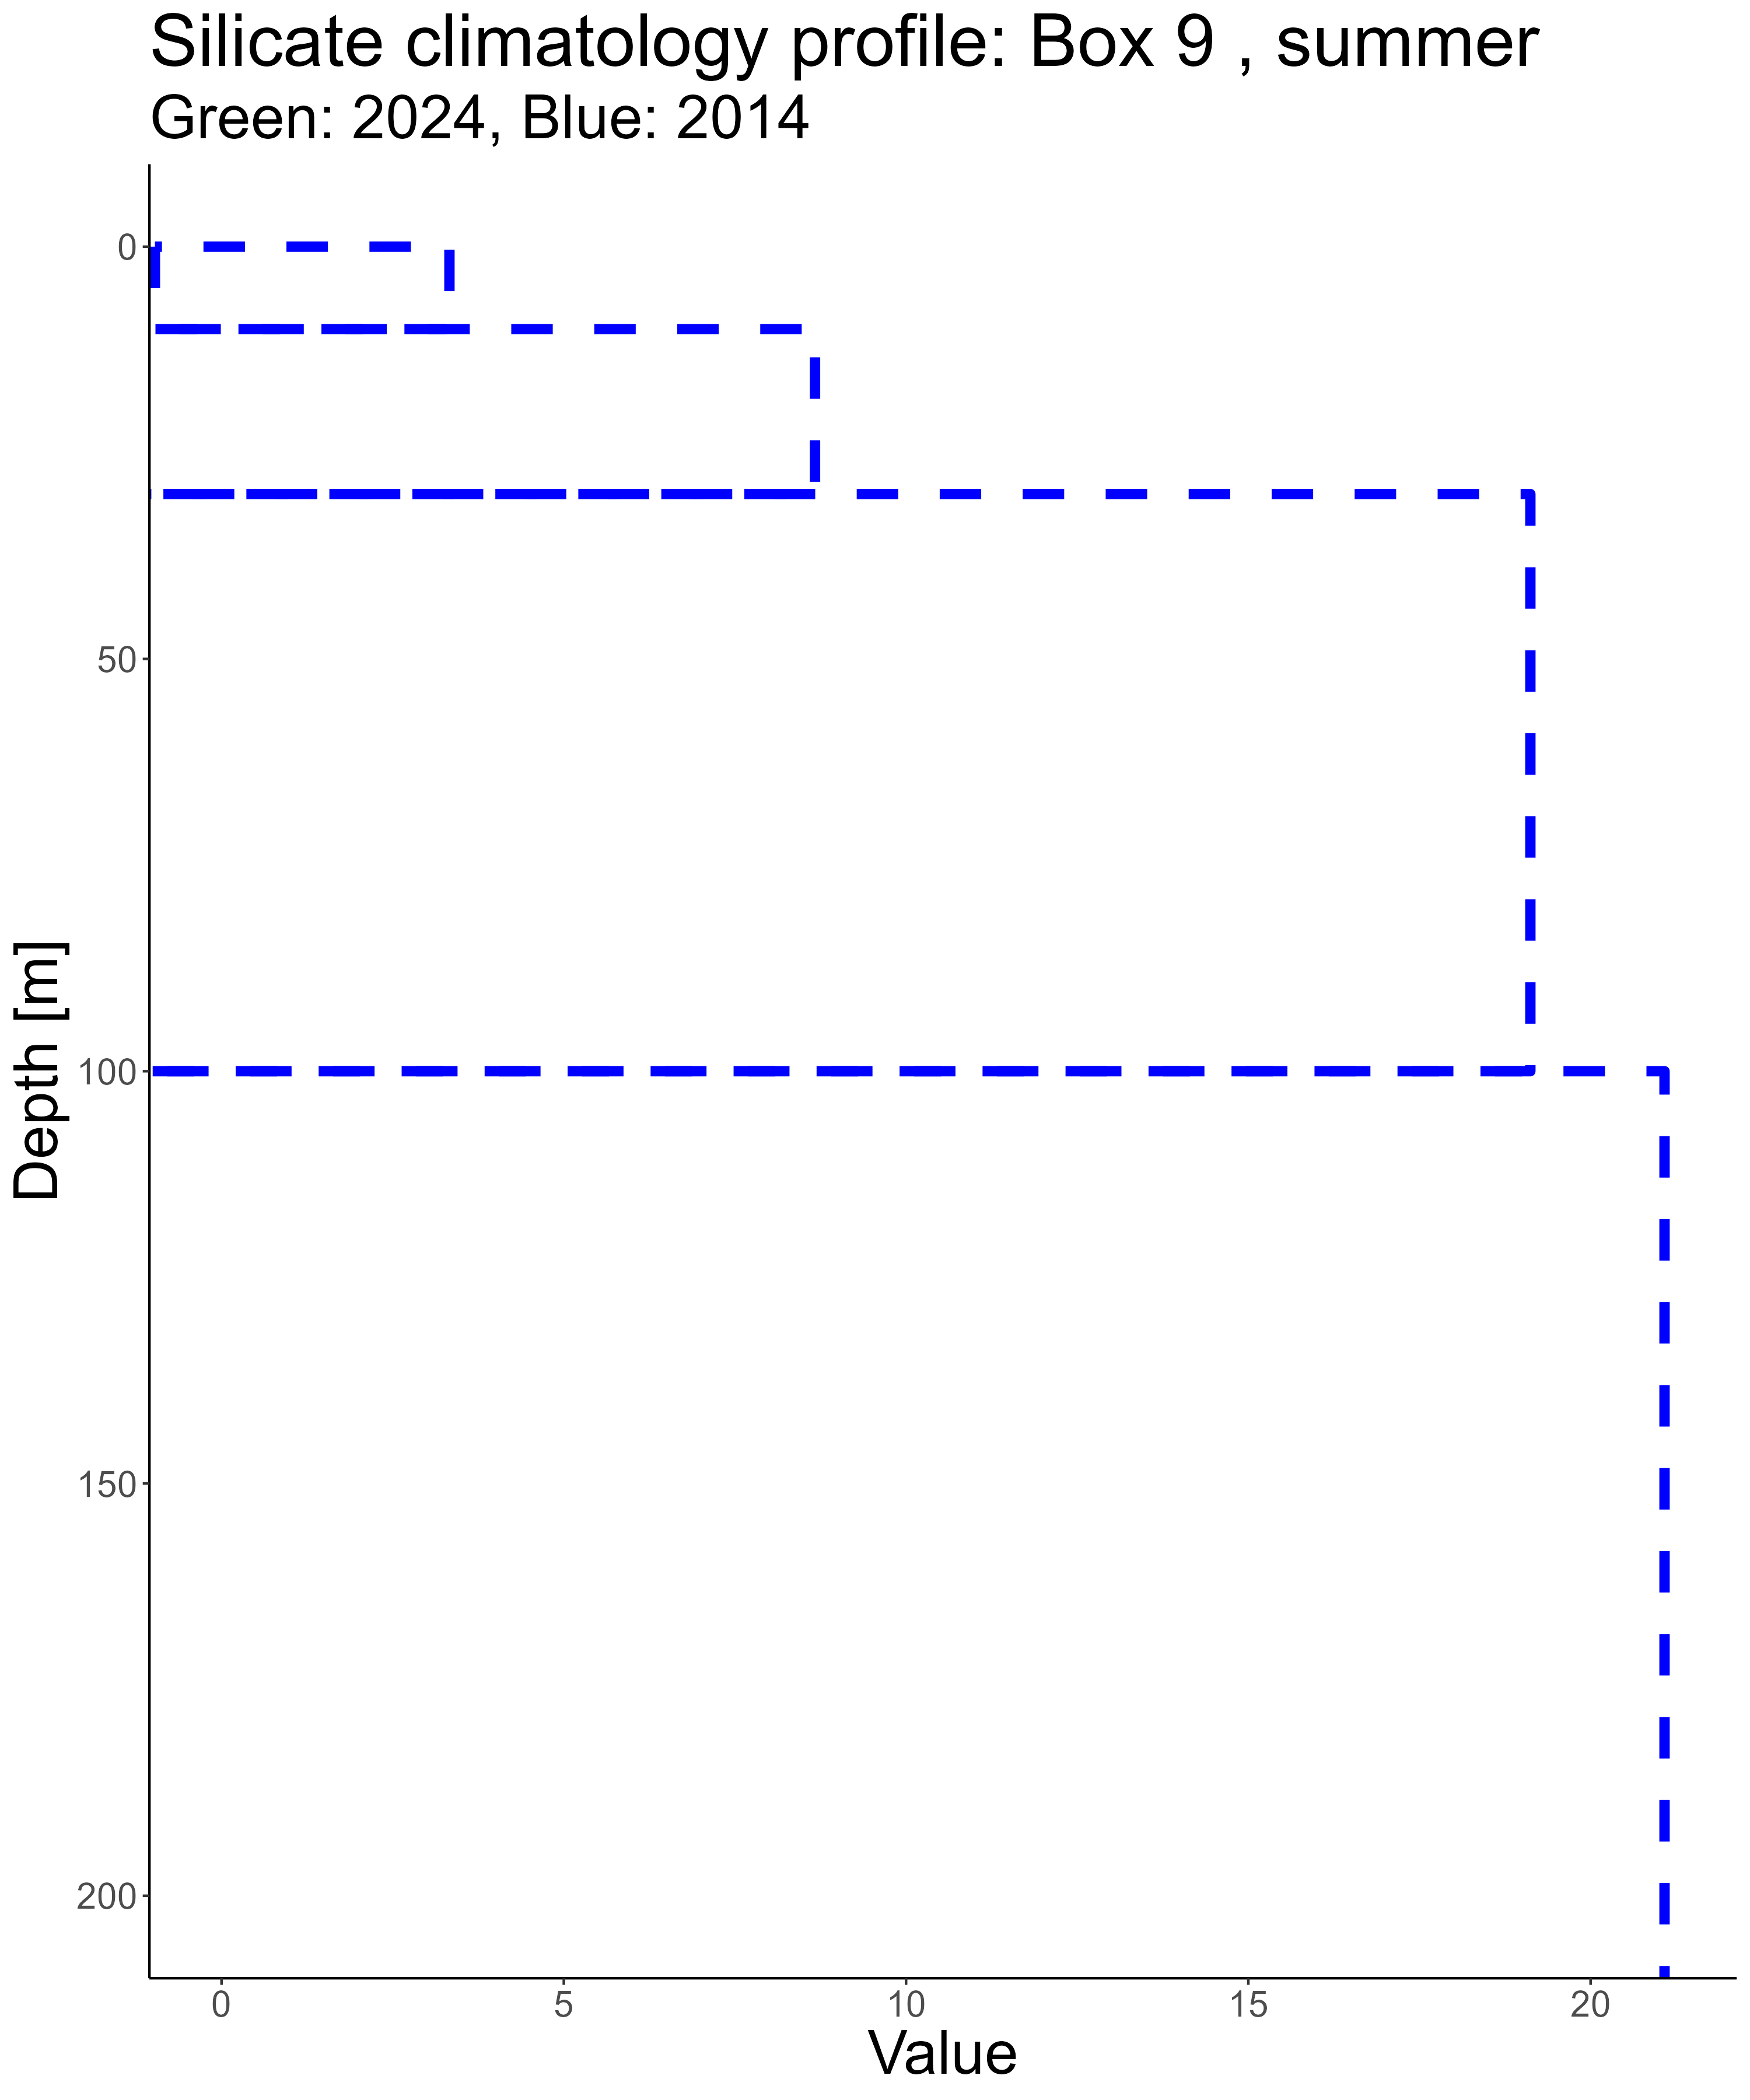 Silicate climatology profile: Box 9 , summer
Green: 2024, Blue: 2014
0
50
100
150
200
Depth [m]
0 5 10 15 20
Value